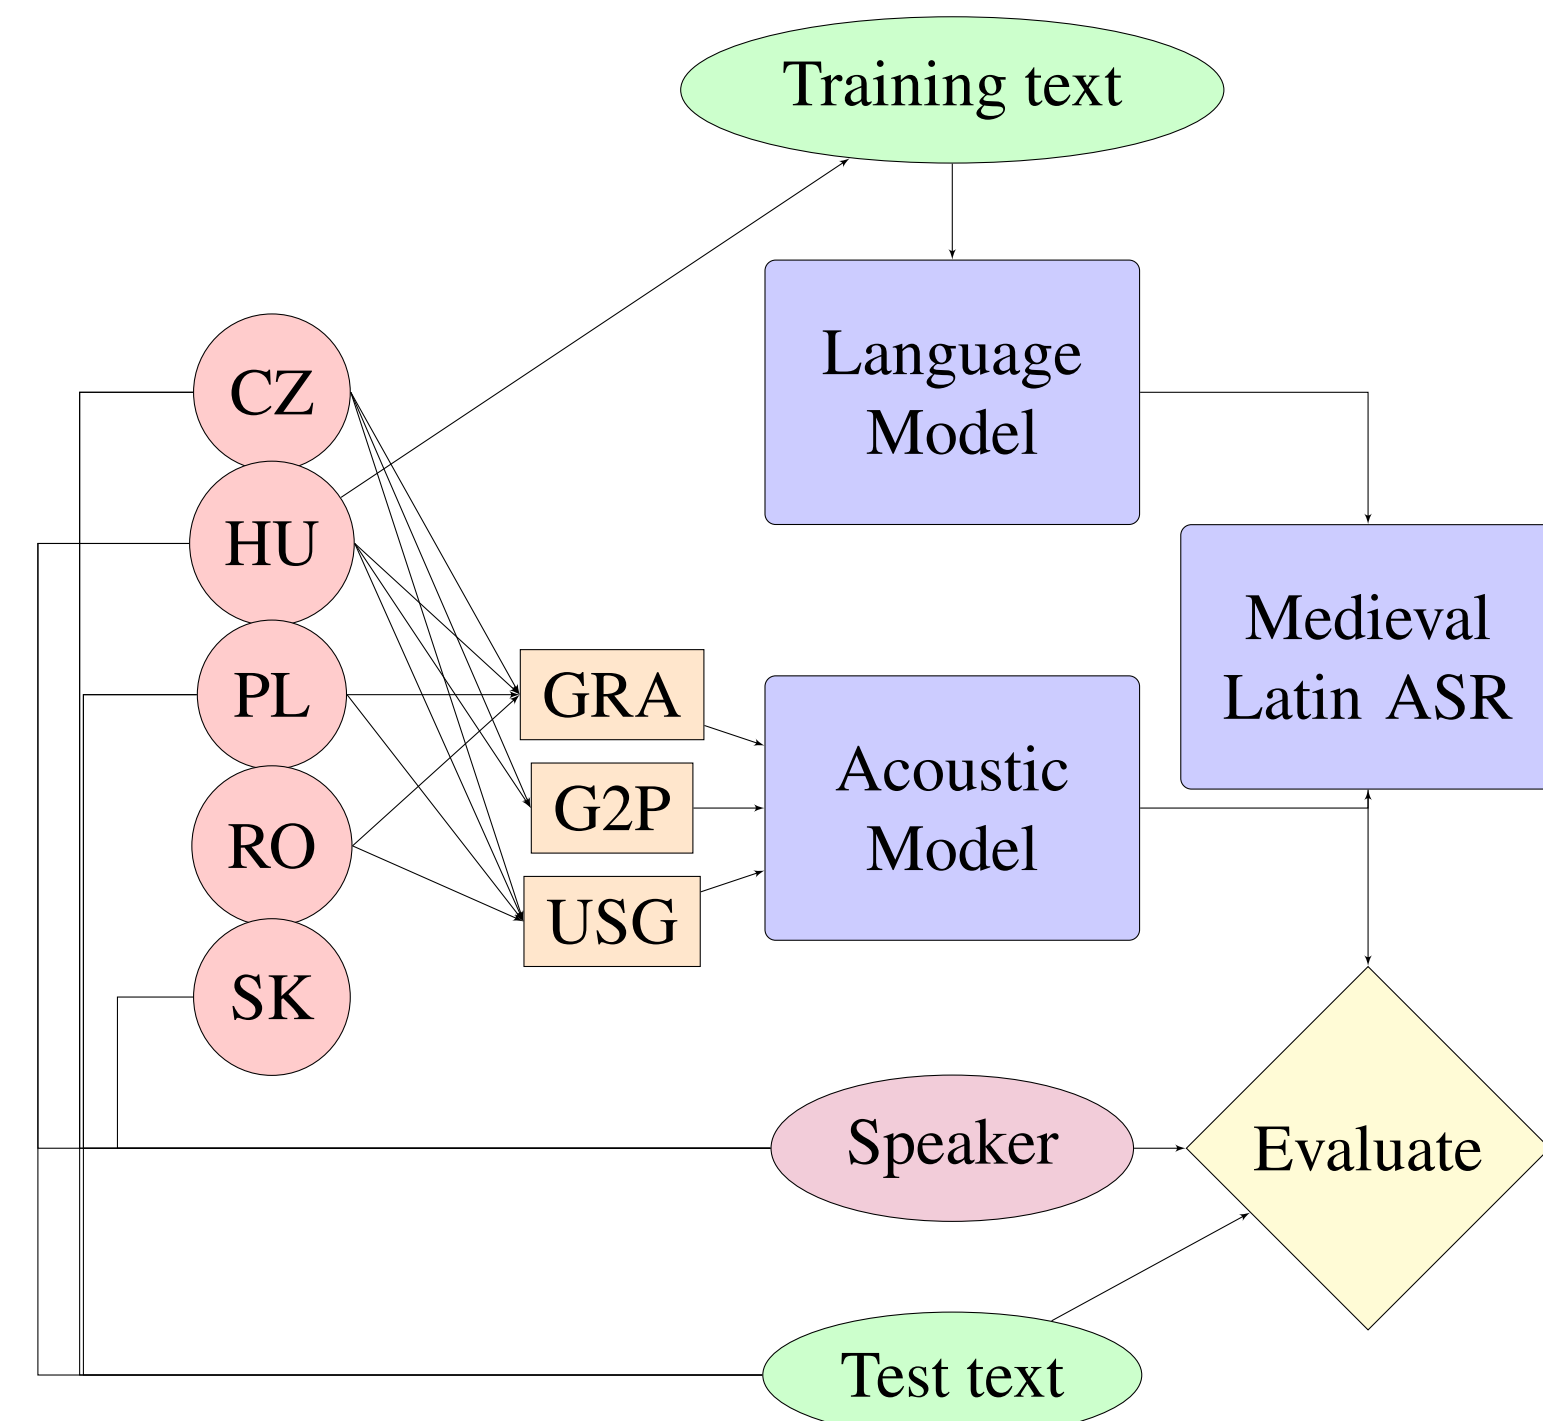 Training text
Language
Model
CZ
HU
PL
RO
SK
GRA
G2P
USG
Acoustic
Model
Medieval
Latin ASR
Speaker
Evaluate
Test text